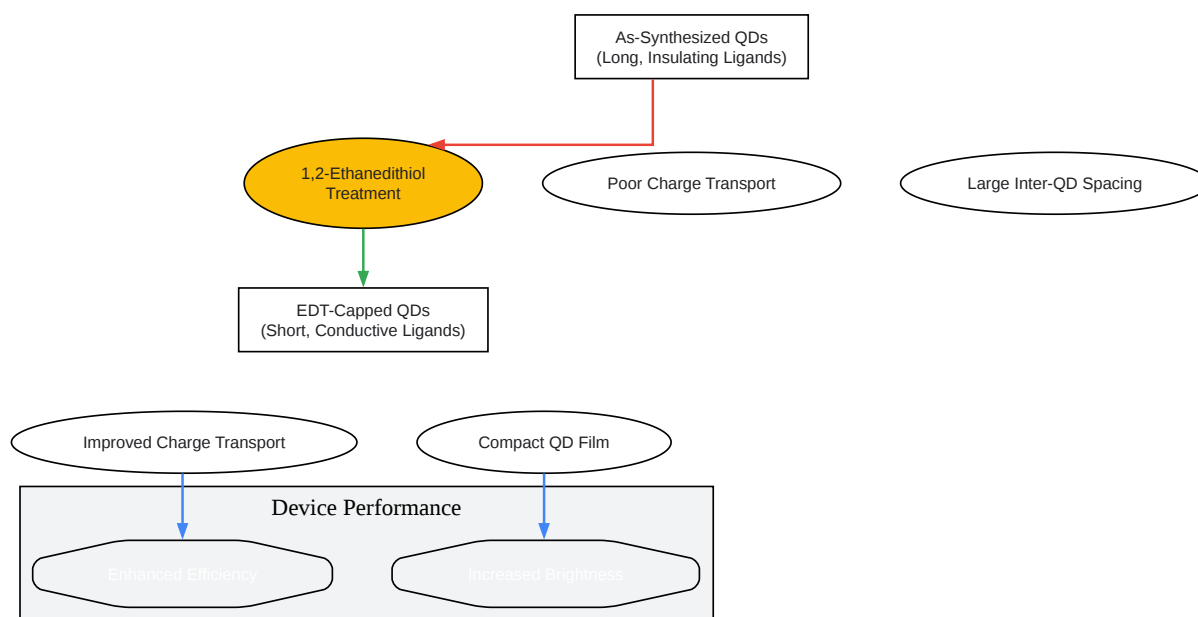 As-Synthesized QDs
(Long, Insulating Ligands)
1,2-Ethanedithiol
Treatment
Poor Charge Transport
Large Inter-QD Spacing
EDT-Capped QDs
(Short, Conductive Ligands)
Improved Charge Transport
Compact QD Film
Device Performance
Enhanced Efficiency
Increased Brightness